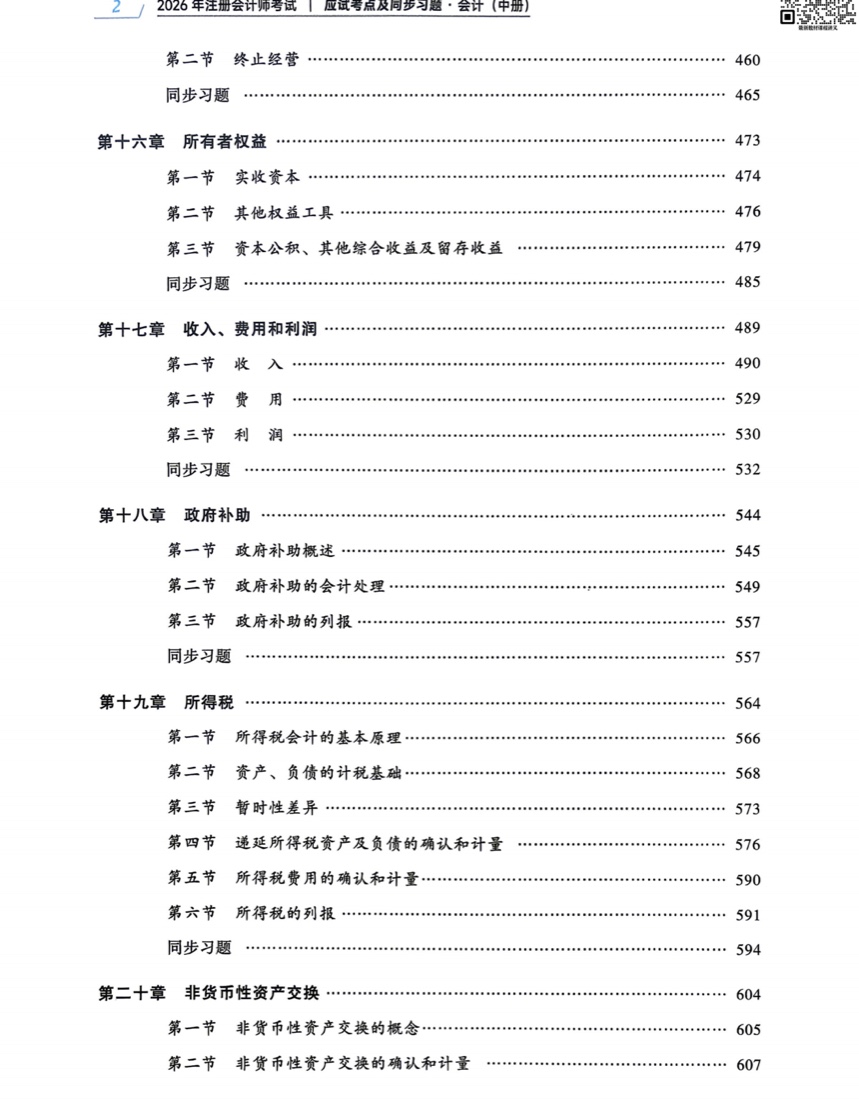 2 2026年注册会计师考试 | 应试考点及同步习题·会计（中册）
第二节 终止经营 …… 460
同步习题 …… 465
第十六章 所有者权益 …… 473
第一节 实收资本 …… 474
第二节 其他权益工具 …… 476
第三节 资本公积、其他综合收益及留存收益 …… 479
同步习题 …… 485
第十七章 收入、费用和利润 …… 489
第一节 收 入 …… 490
第二节 费 用 …… 529
第三节 利 润 …… 530
同步习题 …… 532
第十八章 政府补助 …… 544
第一节 政府补助概述 …… 545
第二节 政府补助的会计处理 …… 549
第三节 政府补助的列报 …… 557
同步习题 …… 557
第十九章 所得税 …… 564
第一节 所得税会计的基本原理 …… 566
第二节 资产、负债的计税基础 …… 568
第三节 暂时性差异 …… 573
第四节 递延所得税资产及负债的确认和计量 …… 576
第五节 所得税费用的确认和计量 …… 590
第六节 所得税的列报 …… 591
同步习题 …… 594
第二十章 非货币性资产交换 …… 604
第一节 非货币性资产交换的概念 …… 605
第二节 非货币性资产交换的确认和计量 …… 607